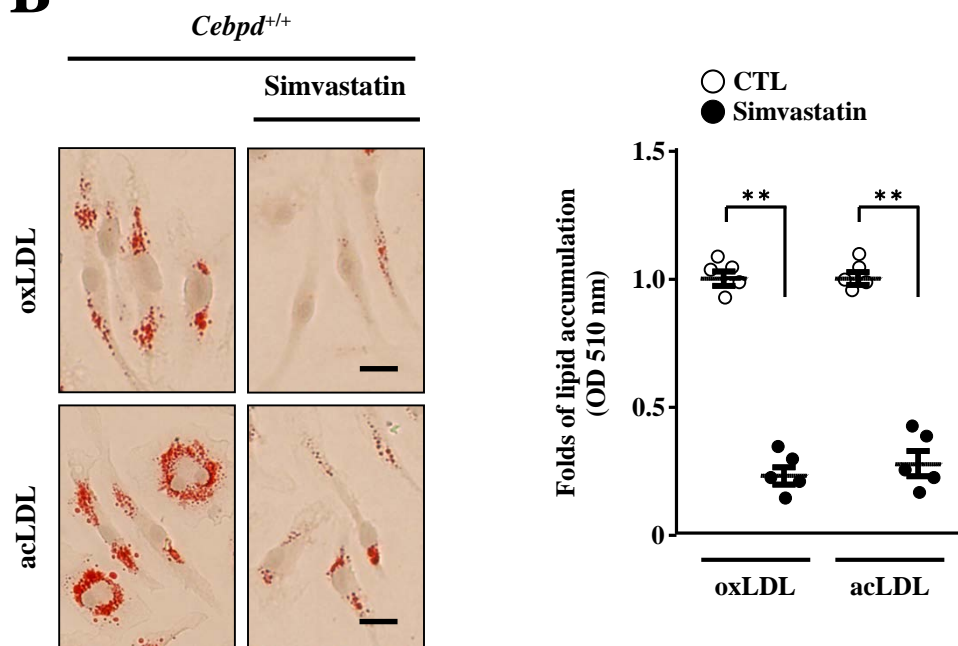 B
Cebpd+/+
Simvastatin
oxLDL
acLDL
CTL
Simvastatin
Folds of lipid accumulation
(OD 510 nm)
1.5
1.0
0.5
0
**
**
oxLDL
acLDL